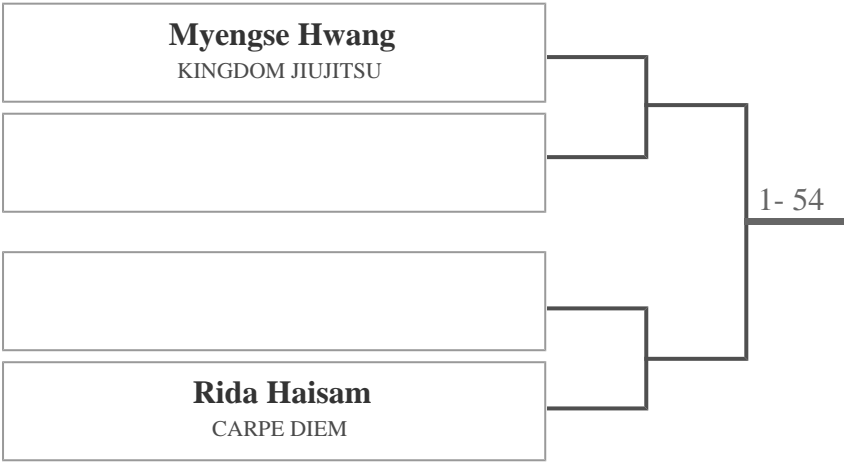 Myengse Hwang
KINGDOM JIUJITSU
1- 54
Rida Haisam
CARPE DIEM